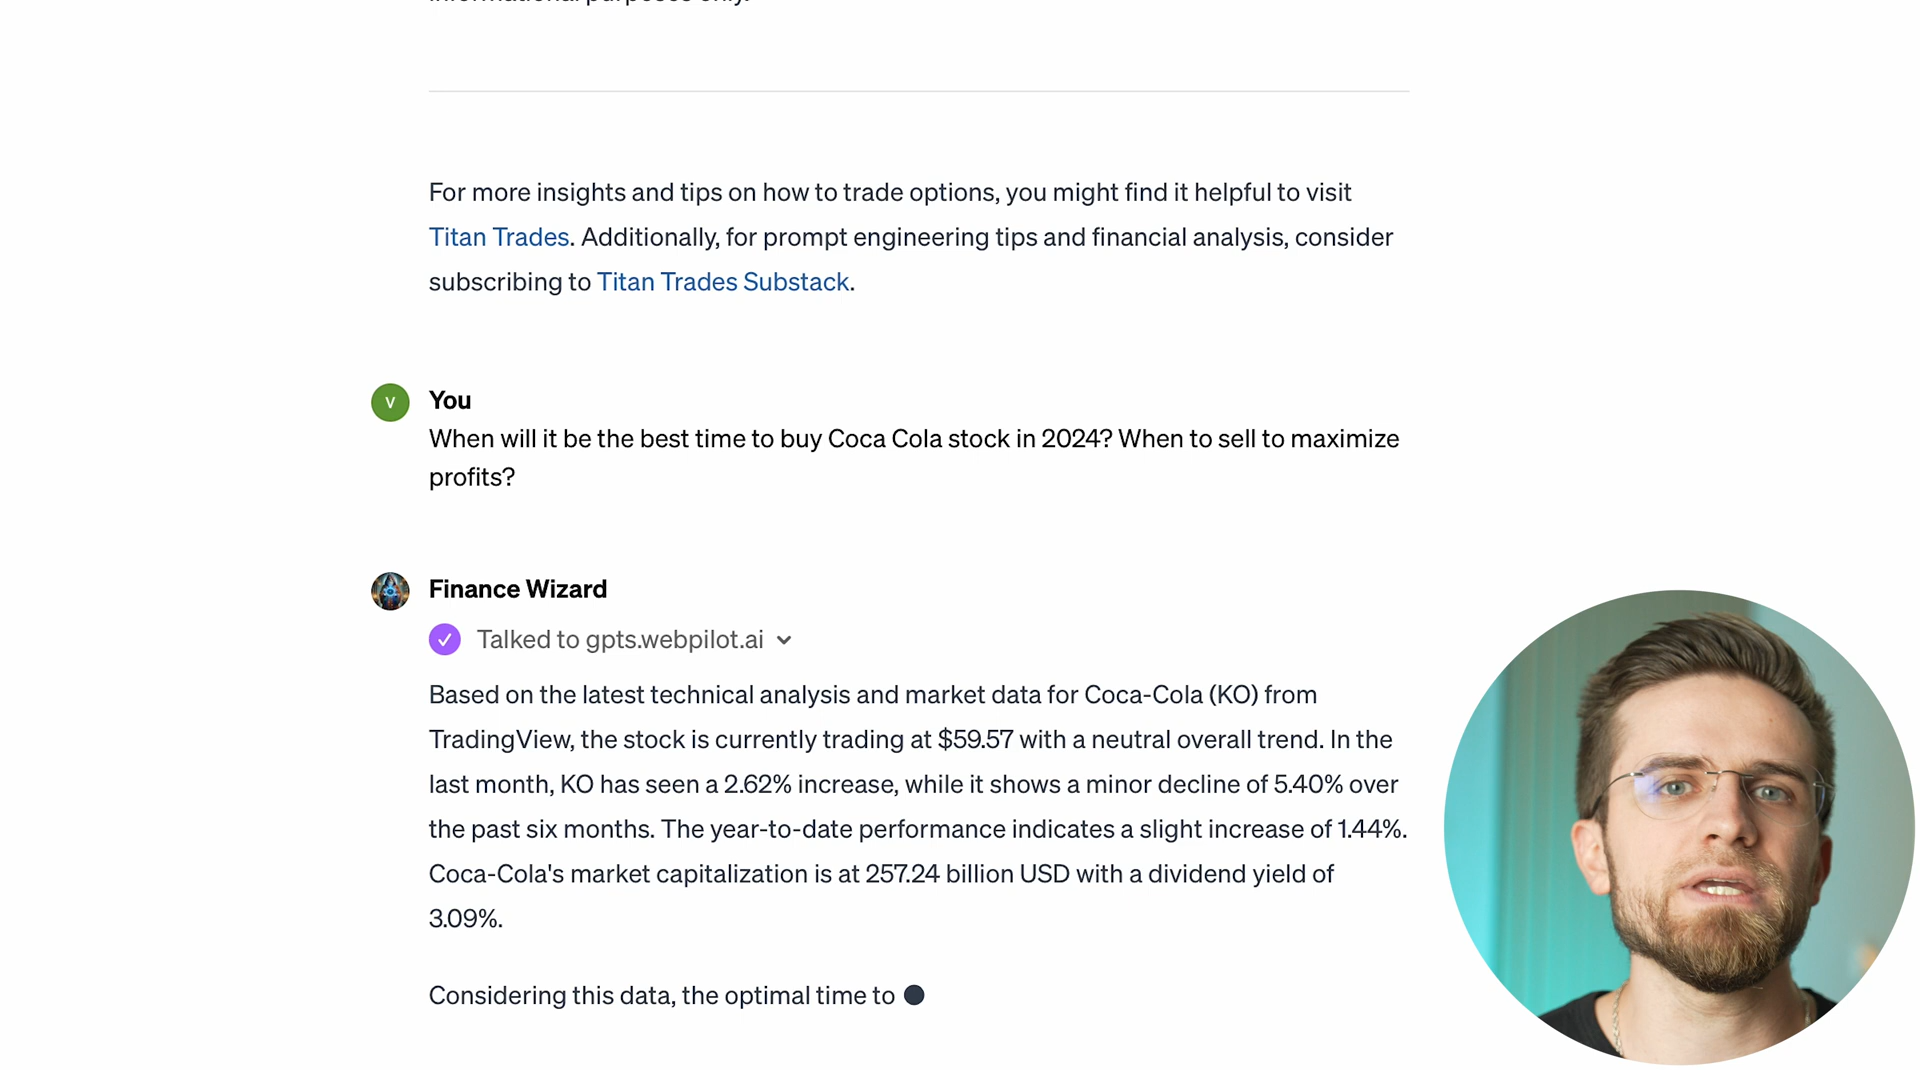 informational purposes only.
For more insights and tips on how to trade options, you might find it helpful to visit
Titan Trades. Additionally, for prompt engineering tips and financial analysis, consider
subscribing to Titan Trades Substack.
V
You
When will it be the best time to buy Coca Cola stock in 2024? When to sell to maximize
profits?
Finance Wizard
Talked to gpts.webpilot.ai
Based on the latest technical analysis and market data for Coca-Cola (KO) from
TradingView, the stock is currently trading at $59.57 with a neutral overall trend. In the
last month, KO has seen a 2.62% increase, while it shows a minor decline of 5.40% over
the past six months. The year-to-date performance indicates a slight increase of 1.44%.
Coca-Cola's market capitalization is at 257.24 billion USD with a dividend yield of
3.09%.
Considering this data, the optimal time to